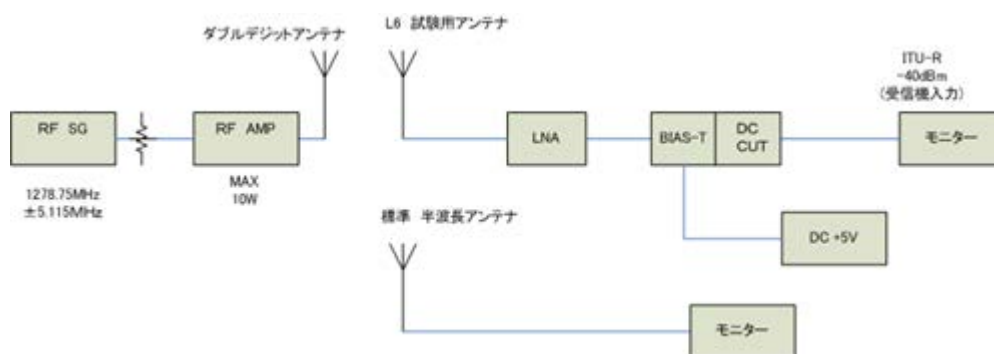 ダブルデジットアンテナ
L6 試験用アンテナ
ITU-R
-40dBm
(受信機入力)
RF SG
RF AMP
LNA
BIAS-T
DC
CUT
モニター
1278.75MHz
±5.115MHz
MAX
10W
標準 半波長アンテナ
DC +5V
モニター